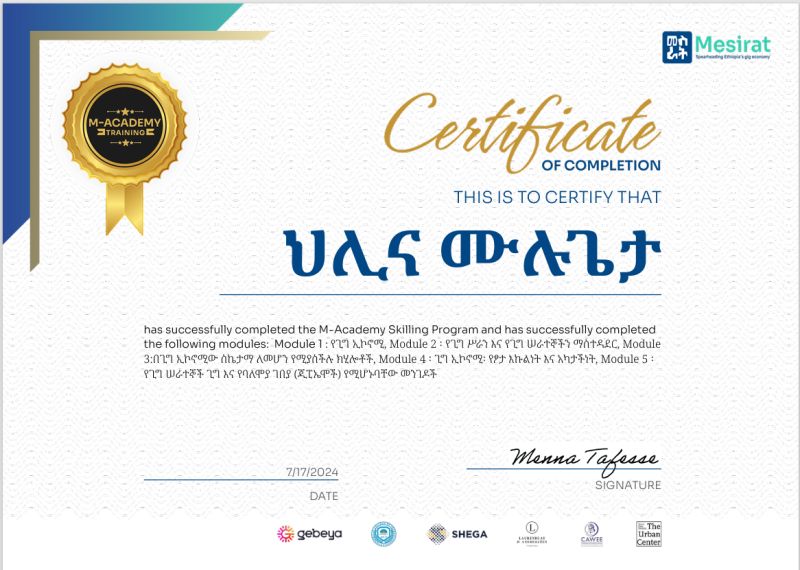 መስራት
Mesirat
Spearheading Ethiopia's gig economy
M-ACADEMY
TRAINING
Certificate
OF COMPLETION
THIS IS TO CERTIFY THAT
ህሊና ሙሉጌታ
has successfully completed the M-Academy Skilling Program and has successfully completed
the following modules: Module 1 : የጊግ ኢኮኖሚ, Module 2 ፡ የጊግ ሥራን እና የጊግ ሠራተኞችን ማስተዳደር, Module
3:በጊግ ኢኮኖሚው ስኬታማ ለመሆን የሚያስችሉ ክሂሎቶች, Module 4 ፡ ጊግ ኢኮኖሚ፡ የፆታ እኩልነት እና አካታችነት, Module 5 ፡
የጊግ ሠራተኞች ጊግ እና የባለሞያ ገበያ (ጂፒኤሞች) የሚሆኑባቸው መንገዶች
7/17/2024
DATE
Menna Tafesse
SIGNATURE
gebeya
SHEGA
CAWEE
The
Urban
Center